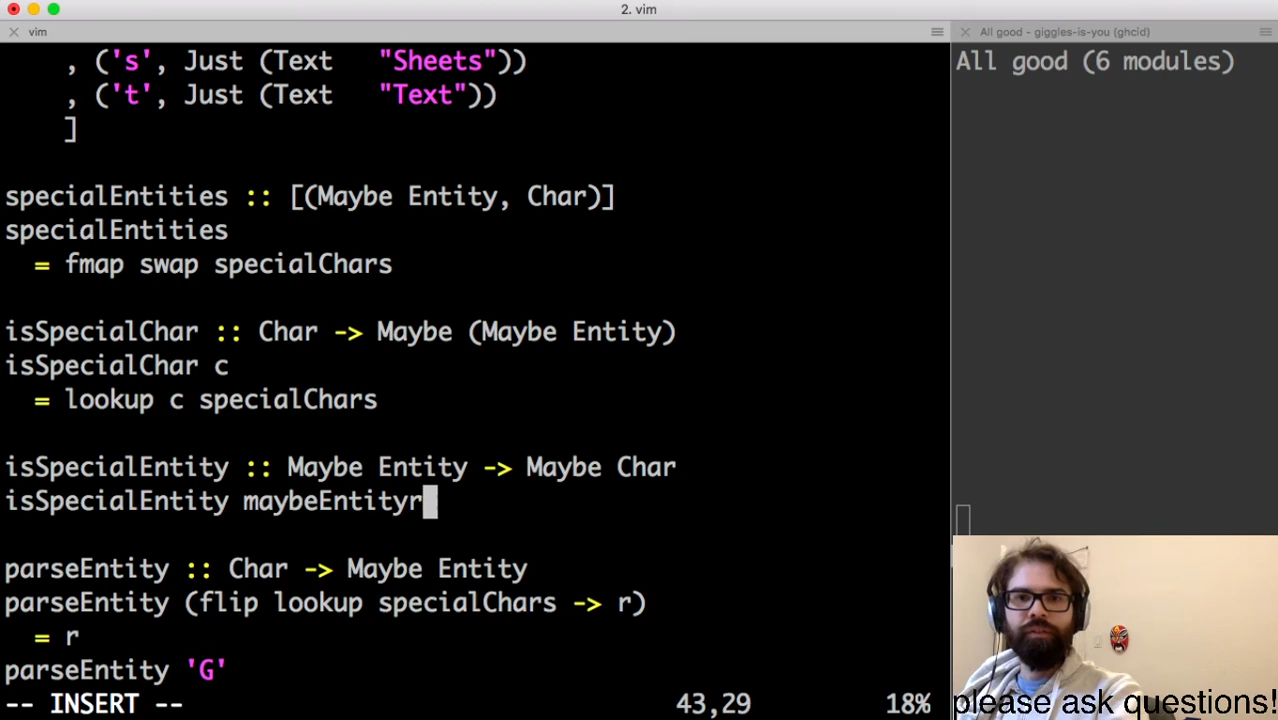 2. vim
vim
All good - giggles-is-you (ghcid)
, ('s', Just (Text   "Sheets"))
, ('t', Just (Text   "Text"))
]
specialEntities :: [(Maybe Entity, Char)]
specialEntities
= fmap swap specialChars
isSpecialChar :: Char -> Maybe (Maybe Entity)
isSpecialChar c
= lookup c specialChars
isSpecialEntity :: Maybe Entity -> Maybe Char
isSpecialEntity maybeEntityr
parseEntity :: Char -> Maybe Entity
parseEntity (flip lookup specialChars -> r)
= r
parseEntity 'G'
-- INSERT --
43,29
18%
All good (6 modules)
please ask questions!